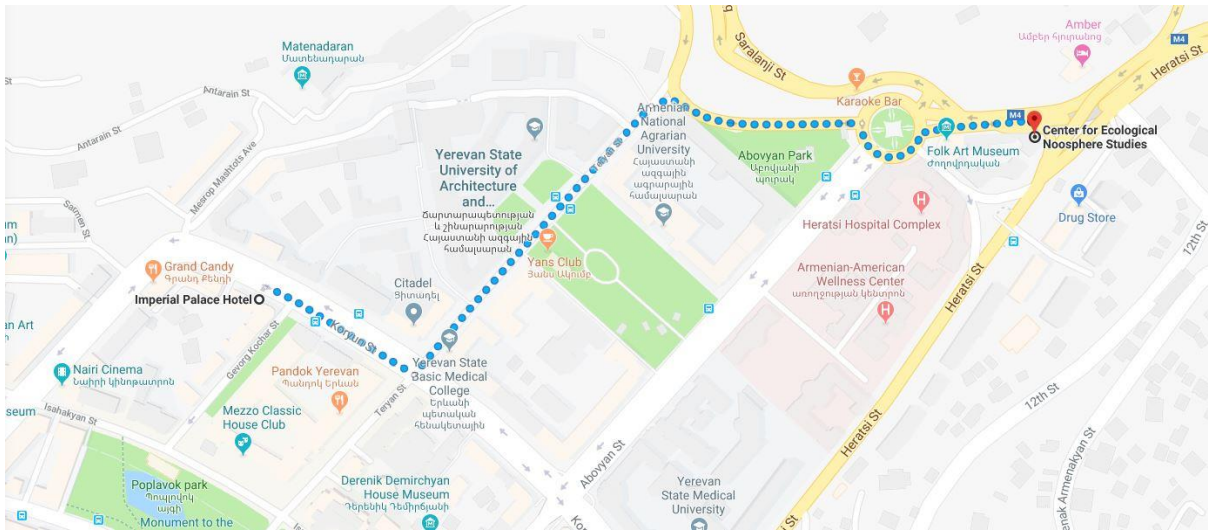 Saralanji St
M4
Amber
Ամբեր հյուրանոց
Heratsi St
Matenadaran
Մատենադարան
Antarain St
Antarain St
Karaoke Bar
M4
Center for Ecological
Noosphere Studies
Armenian
National
Agrarian
University
Հայաստանի
ազգային
ագրարային
համալսարան
Folk Art Museum
Ժողովրդական
Abovyan Park
Աբովյանի
պուրակ
Yerevan State
University of
Architecture
and...
Ճարտարապետության
և շինարարության
Հայաստանի ազգային
համալսարան
Mesrop Mashtots Ave
Teryan St
Drug Store
Heratsi Hospital Complex
Yans Club
Յանս Ակումբ
Grand Candy
Գրանդ Քենդի
Imperial Palace Hotel
Citadel
Ցիտադել
Armenian-American
Wellness Center
առողջության կենտրոն
12th St
Heratsi St
Koryun St
Gevorg Kochar St
Nairi Cinema
Նաիրի կինոթատրոն
Pandok Yerevan
Պանդոկ Երևան
Yerevan State
Basic Medical
College
Երևանի
պետական
հենակետային
Teryan St
Isahakyan St
Mezzo Classic
House Club
12th St
Heratsi St
Abovyan St
Poplavok park
Պոպլովոկ
այգի
Monument to the
Derenik Demirchyan
House Museum
Դերենիկ Դեմիրճյանի
Yerevan
State Medical
University